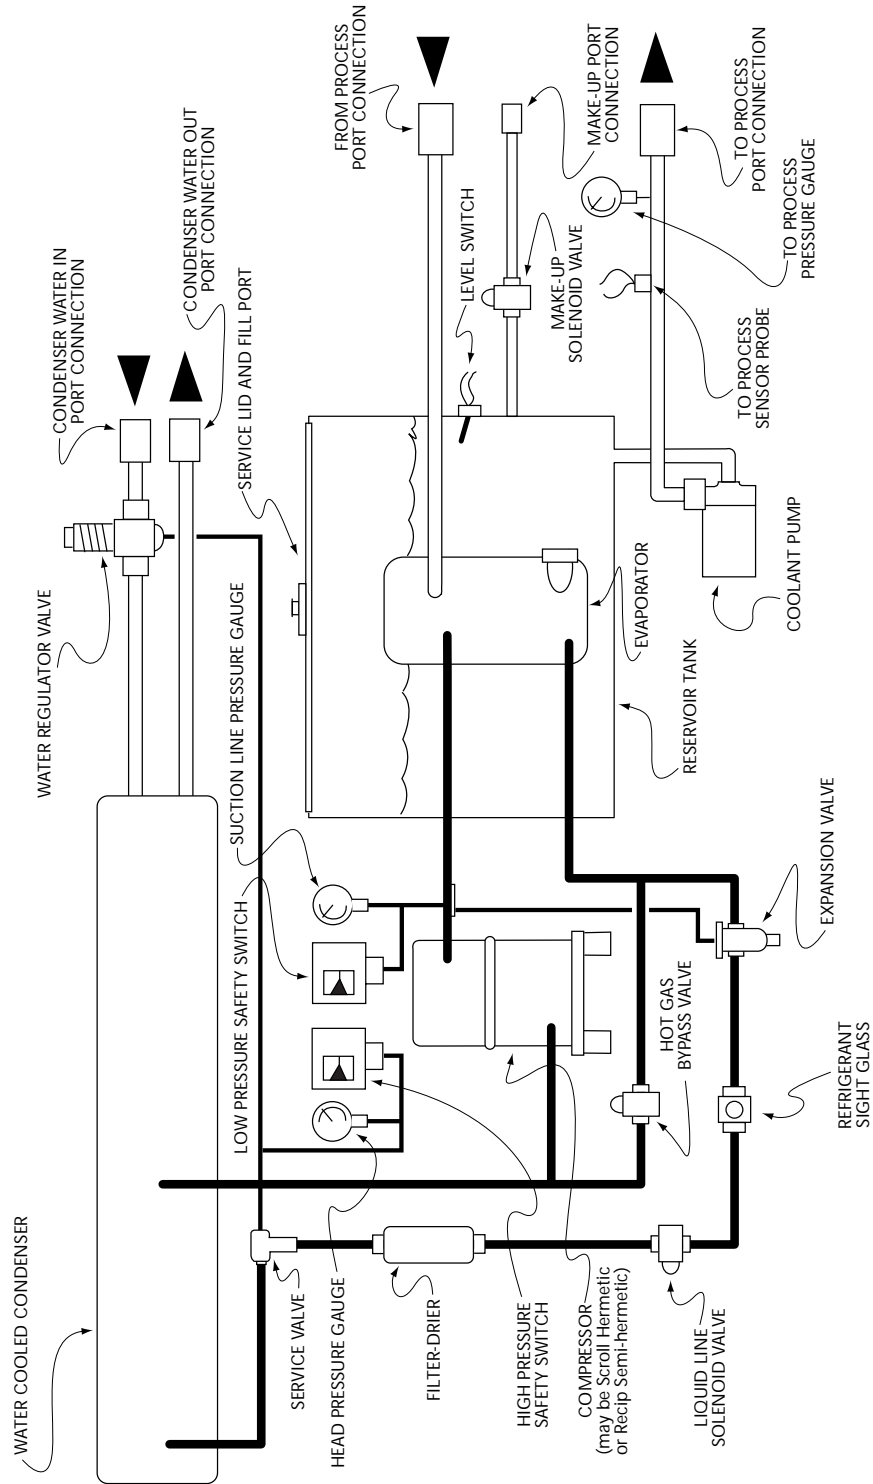 CONDENSER WATER IN
PORT CONNECTION
CONDENSER WATER OUT
PORT CONNECTION
FROM PROCESS
PORT CONNECTION
MAKE-UP PORT
CONNECTION
TO PROCESS
PORT CONNECTION
TO PROCESS
PRESSURE GAUGE
LEVEL SWITCH
MAKE-UP
SOLENOID VALVE
TO PROCESS
SENSOR PROBE
SERVICE LID AND FILL PORT
WATER REGULATOR VALVE
COOLANT PUMP
EVAPORATOR
RESERVOIR TANK
SUCTION LINE PRESSURE GAUGE
LOW PRESSURE SAFETY SWITCH
EXPANSION VALVE
HOT GAS
BYPASS VALVE
REFRIGERANT
SIGHT GLASS
WATER COOLED CONDENSER
SERVICE VALVE
HEAD PRESSURE GAUGE
FILTER-DRIER
HIGH PRESSURE
SAFETY SWITCH
COMPRESSOR
(may be Scroll Hermetic
or Recip Semi-hermetic)
LIQUID LINE
SOLENOID VALVE